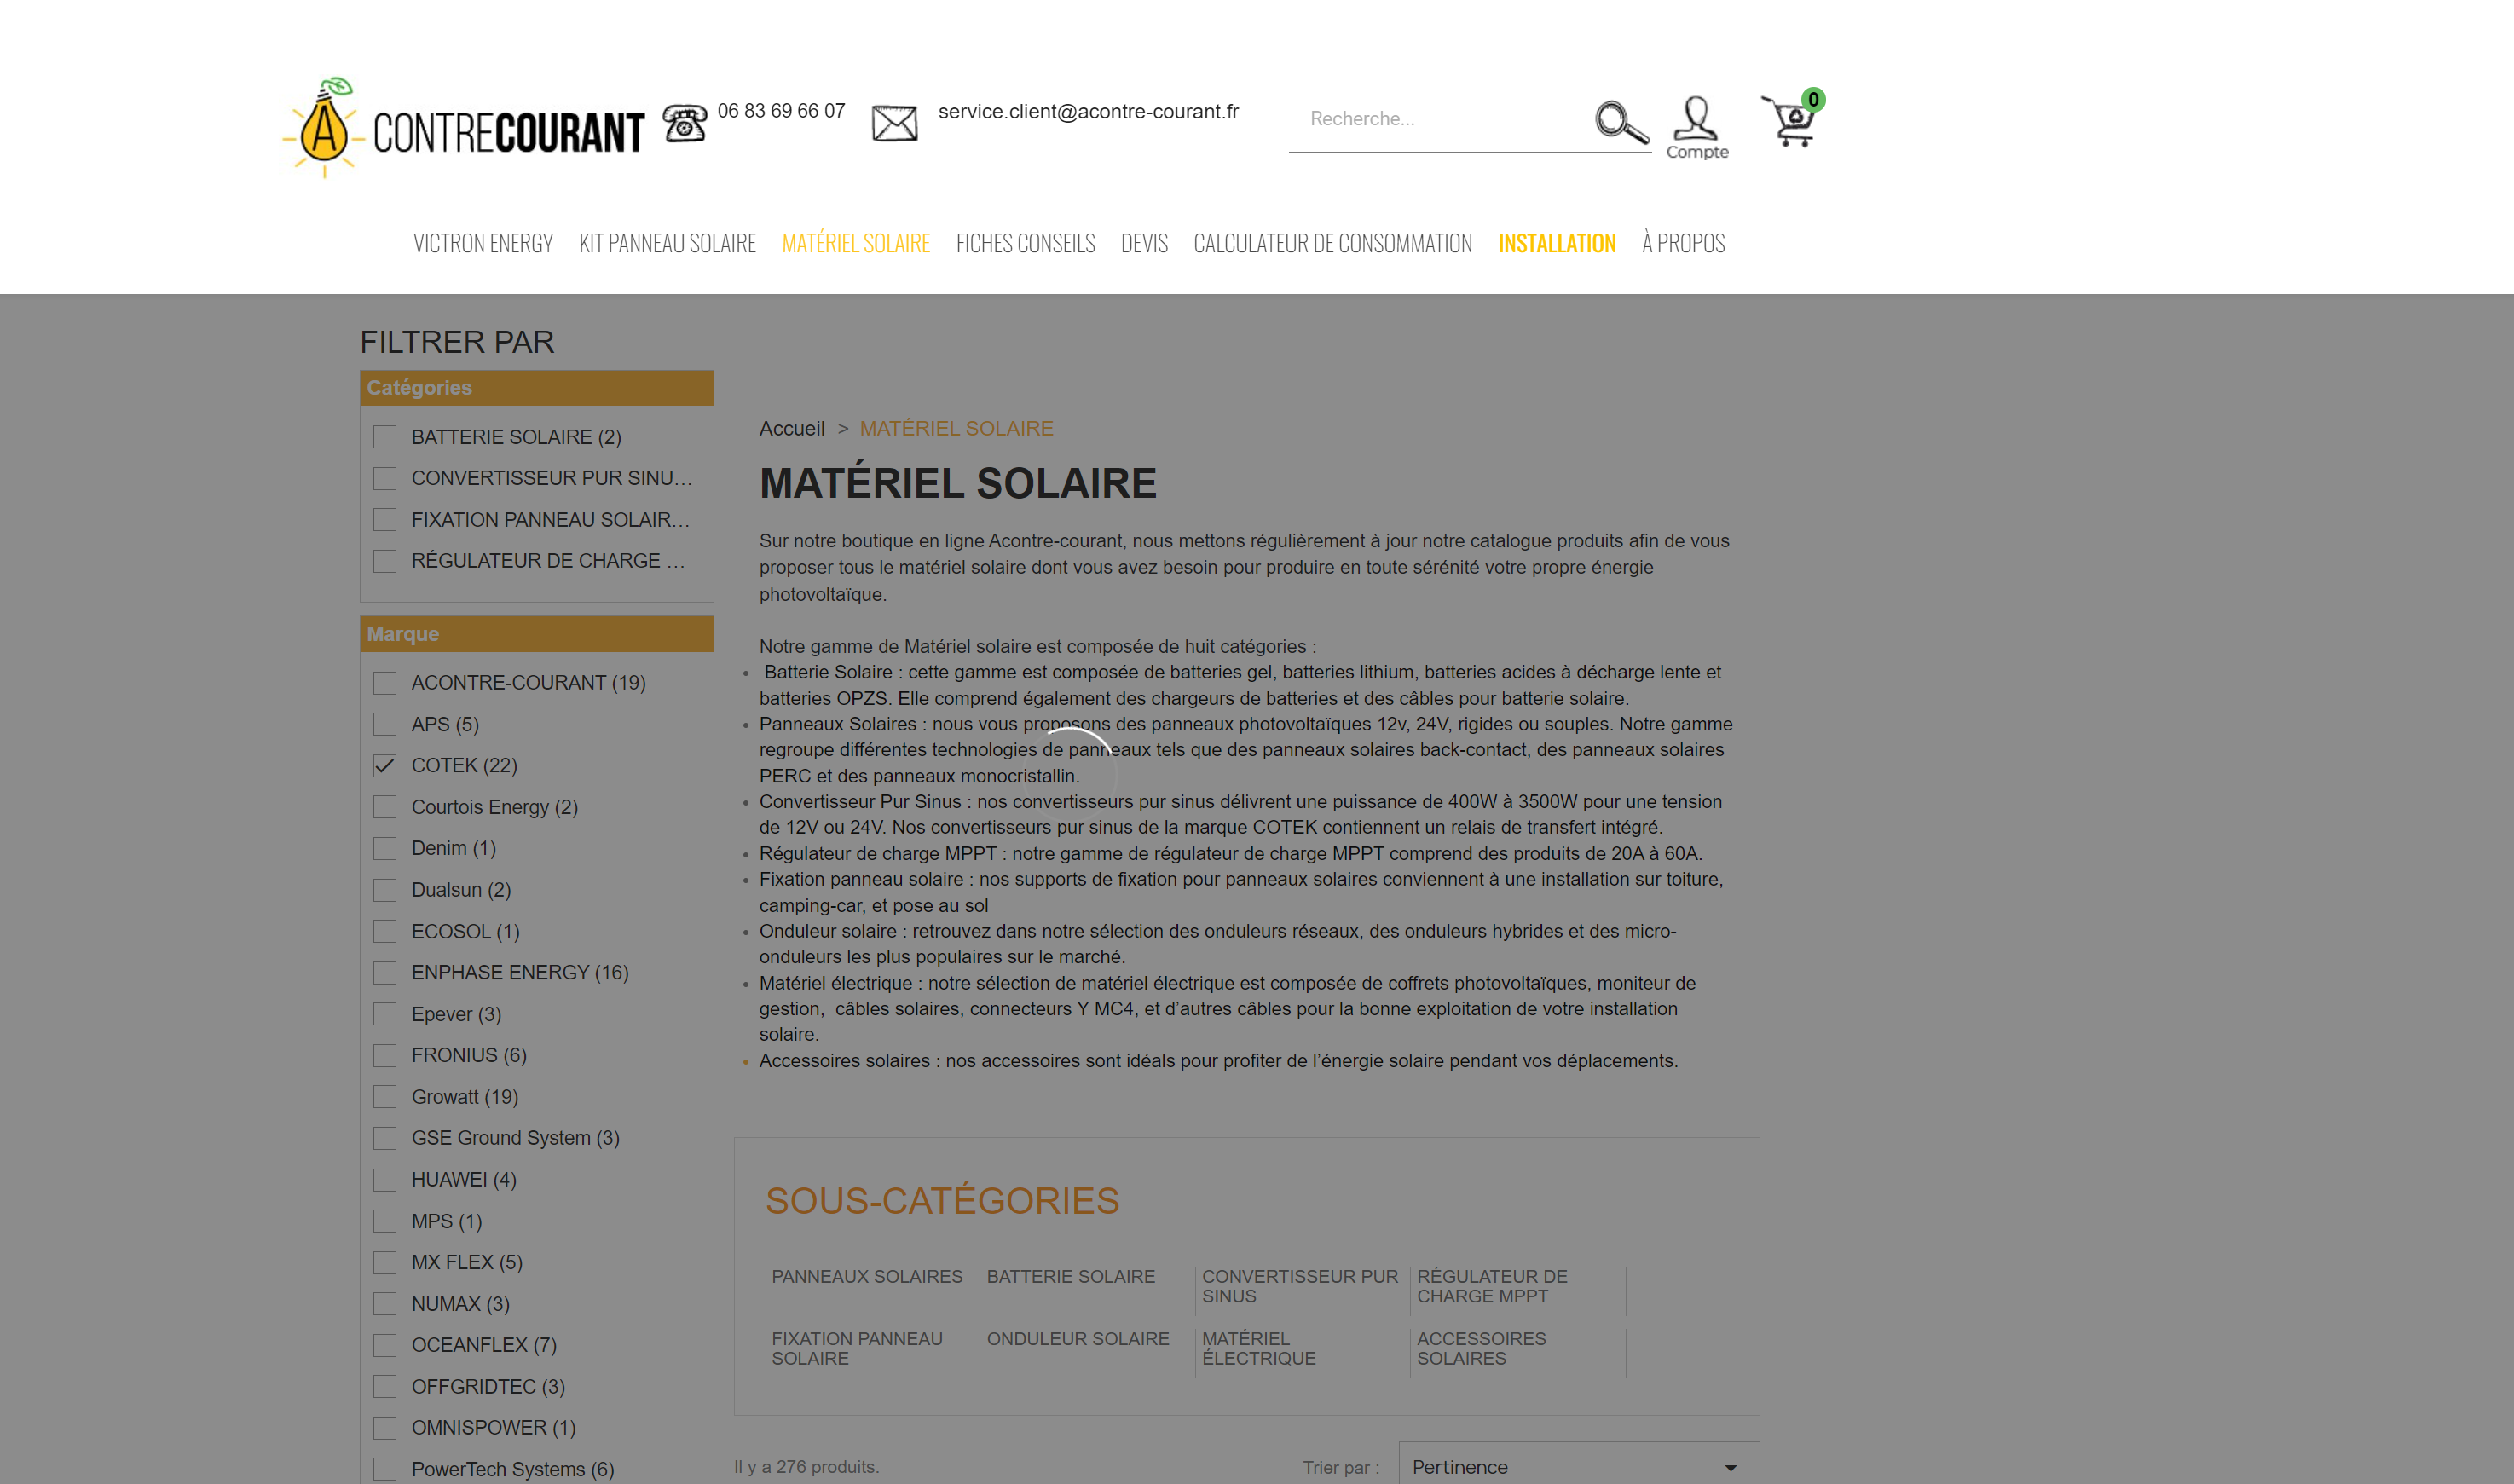 A CONTRECOURANT
06 83 69 66 07
service.client@acontre-courant.fr
Recherche...
Compte
0
VICTRON ENERGY KIT PANNEAU SOLAIRE MATÉRIEL SOLAIRE FICHES CONSEILS DEVIS CALCULATEUR DE CONSOMMATION INSTALLATION À PROPOS
FILTRER PAR
Catégories
BATTERIE SOLAIRE (2)
CONVERTISSEUR PUR SINU...
FIXATION PANNEAU SOLAIR...
RÉGULATEUR DE CHARGE ...
Marque
ACONTRE-COURANT (19)
APS (5)
COTEK (22)
Courtois Energy (2)
Denim (1)
Dualsun (2)
ECOSOL (1)
ENPHASE ENERGY (16)
Epever (3)
FRONIUS (6)
Growatt (19)
GSE Ground System (3)
HUAWEI (4)
MPS (1)
MX FLEX (5)
NUMAX (3)
OCEANFLEX (7)
OFFGRIDTEC (3)
OMNISPOWER (1)
PowerTech Systems (6)
Accueil > MATÉRIEL SOLAIRE
MATÉRIEL SOLAIRE
Sur notre boutique en ligne Acontre-courant, nous mettons régulièrement à jour notre catalogue produits afin de vous
proposer tous le matériel solaire dont vous avez besoin pour produire en toute sérénité votre propre énergie
photovoltaïque.
Notre gamme de Matériel solaire est composée de huit catégories :
• Batterie Solaire : cette gamme est composée de batteries gel, batteries lithium, batteries acides à décharge lente et
batteries OPZS. Elle comprend également des chargeurs de batteries et des câbles pour batterie solaire.
• Panneaux Solaires : nous vous proposons des panneaux photovoltaïques 12v, 24V, rigides ou souples. Notre gamme
regroupe différentes technologies de panneaux tels que des panneaux solaires back-contact, des panneaux solaires
PERC et des panneaux monocristallin.
• Convertisseur Pur Sinus : nos convertisseurs pur sinus délivrent une puissance de 400W à 3500W pour une tension
de 12V ou 24V. Nos convertisseurs pur sinus de la marque COTEK contiennent un relais de transfert intégré.
• Régulateur de charge MPPT : notre gamme de régulateur de charge MPPT comprend des produits de 20A à 60A.
• Fixation panneau solaire : nos supports de fixation pour panneaux solaires conviennent à une installation sur toiture,
camping-car, et pose au sol
• Onduleur solaire : retrouvez dans notre sélection des onduleurs réseaux, des onduleurs hybrides et des micro-
onduleurs les plus populaires sur le marché.
• Matériel électrique : notre sélection de matériel électrique est composée de coffrets photovoltaïques, moniteur de
gestion, câbles solaires, connecteurs Y MC4, et d’autres câbles pour la bonne exploitation de votre installation
solaire.
• Accessoires solaires : nos accessoires sont idéals pour profiter de l’énergie solaire pendant vos déplacements.
SOUS-CATÉGORIES
PANNEAUX SOLAIRES
BATTERIE SOLAIRE
CONVERTISSEUR PUR
SINUS
RÉGULATEUR DE
CHARGE MPPT
FIXATION PANNEAU
SOLAIRE
ONDULEUR SOLAIRE
MATÉRIEL
ÉLECTRIQUE
ACCESSOIRES
SOLAIRES
Il y a 276 produits.
Trier par :
Pertinence